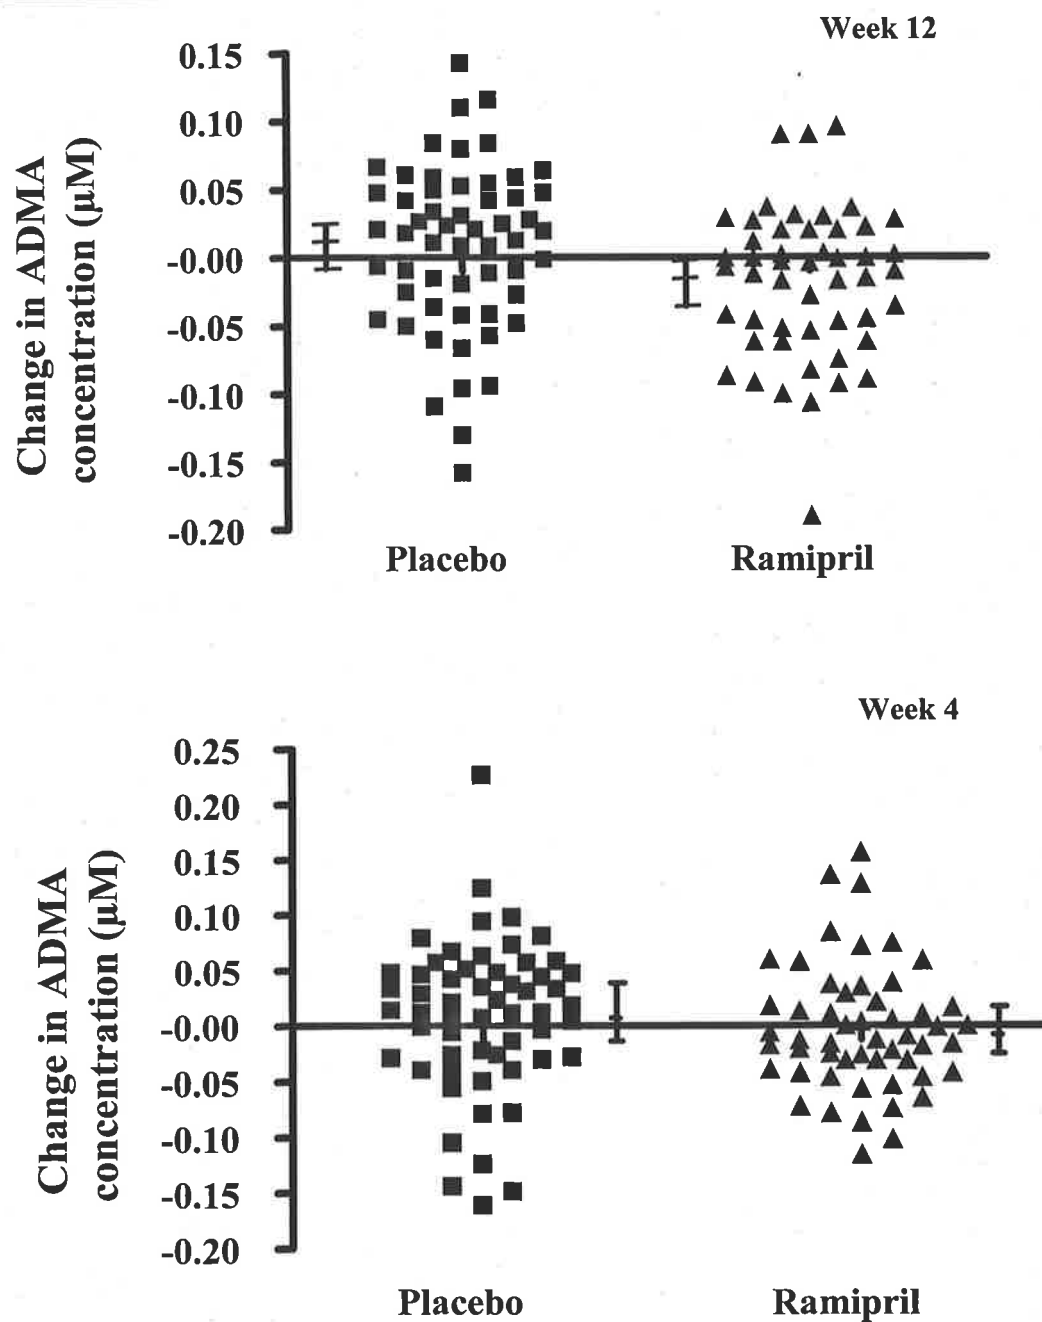 Week 12
Change in ADMA
concentration (µM)
0.15
0.10
0.05
-0.00
-0.05
-0.10
-0.15
-0.20
Placebo
Ramipril
Week 4
Change in ADMA
concentration (µM)
0.25
0.20
0.15
0.10
0.05
-0.00
-0.05
-0.10
-0.15
-0.20
Placebo
Ramipril